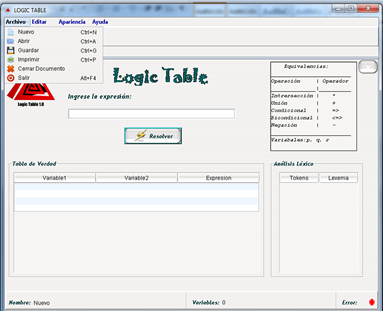 LOGIC TABLE
Archivo Editar Apariencia Ayuda
Nuevo Ctrl+N
Abrir Ctrl+A
Guardar Ctrl+G
Imprimir Ctrl+P
Cerrar Documento
Salir Alt+F4
Logic Table 1.0
Logic Table
Ingrese la expresión:
Resolver
Equivalencias:
Operación | Operador
Intersección | *
Unión | +
Condicional | =>
Bicondicional | <=>
Negación | -
Variables:p, q, r
Tabla de Verdad
Variable1 Variable2 Expresion
Análisis Léxico
Tokens Lexema
Nombre: Nuevo Variables: 0 Error: